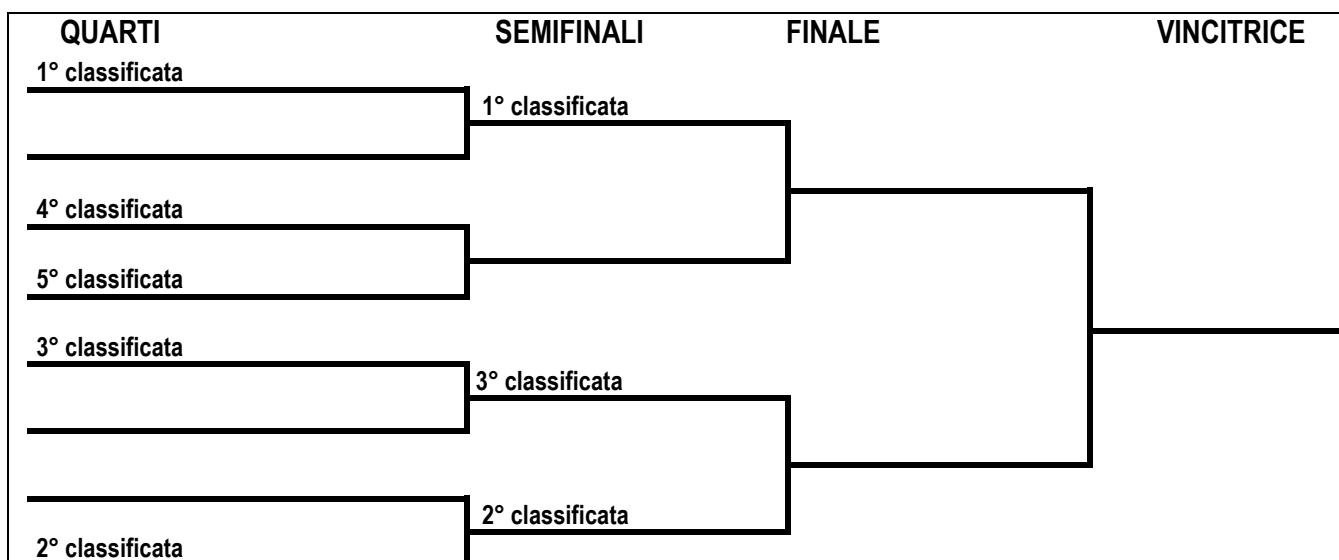 QUARTI SEMIFINALI FINALE VINCITRICE
1° classificata
1° classificata
4° classificata
5° classificata
3° classificata
3° classificata
2° classificata
2° classificata